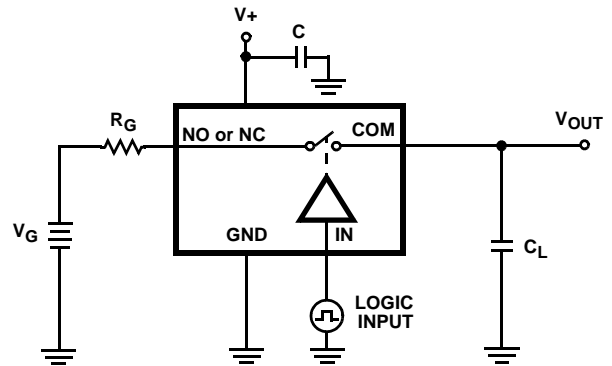 V+
C
RG
NO or NC
COM
VOUT
VG
GND
IN
CL
LOGIC
INPUT